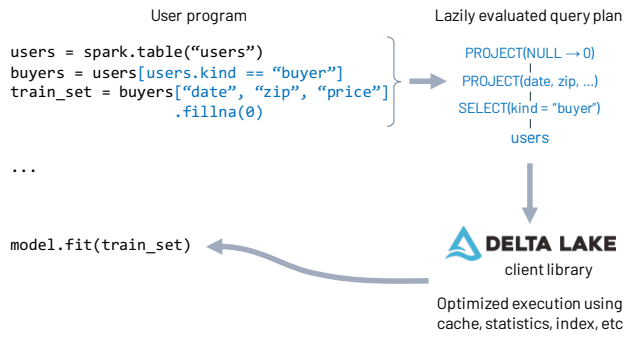 User program
users = spark.table(“users”)
buyers = users[users.kind == “buyer”]
train_set = buyers[“date”, “zip”, “price”]
.fillna(0)
...
model.fit(train_set)
Lazily evaluated query plan
PROJECT(NULL → 0)
PROJECT(date, zip, …)
SELECT(kind = “buyer”)
users
DELTA LAKE
client library
Optimized execution using
cache, statistics, index, etc